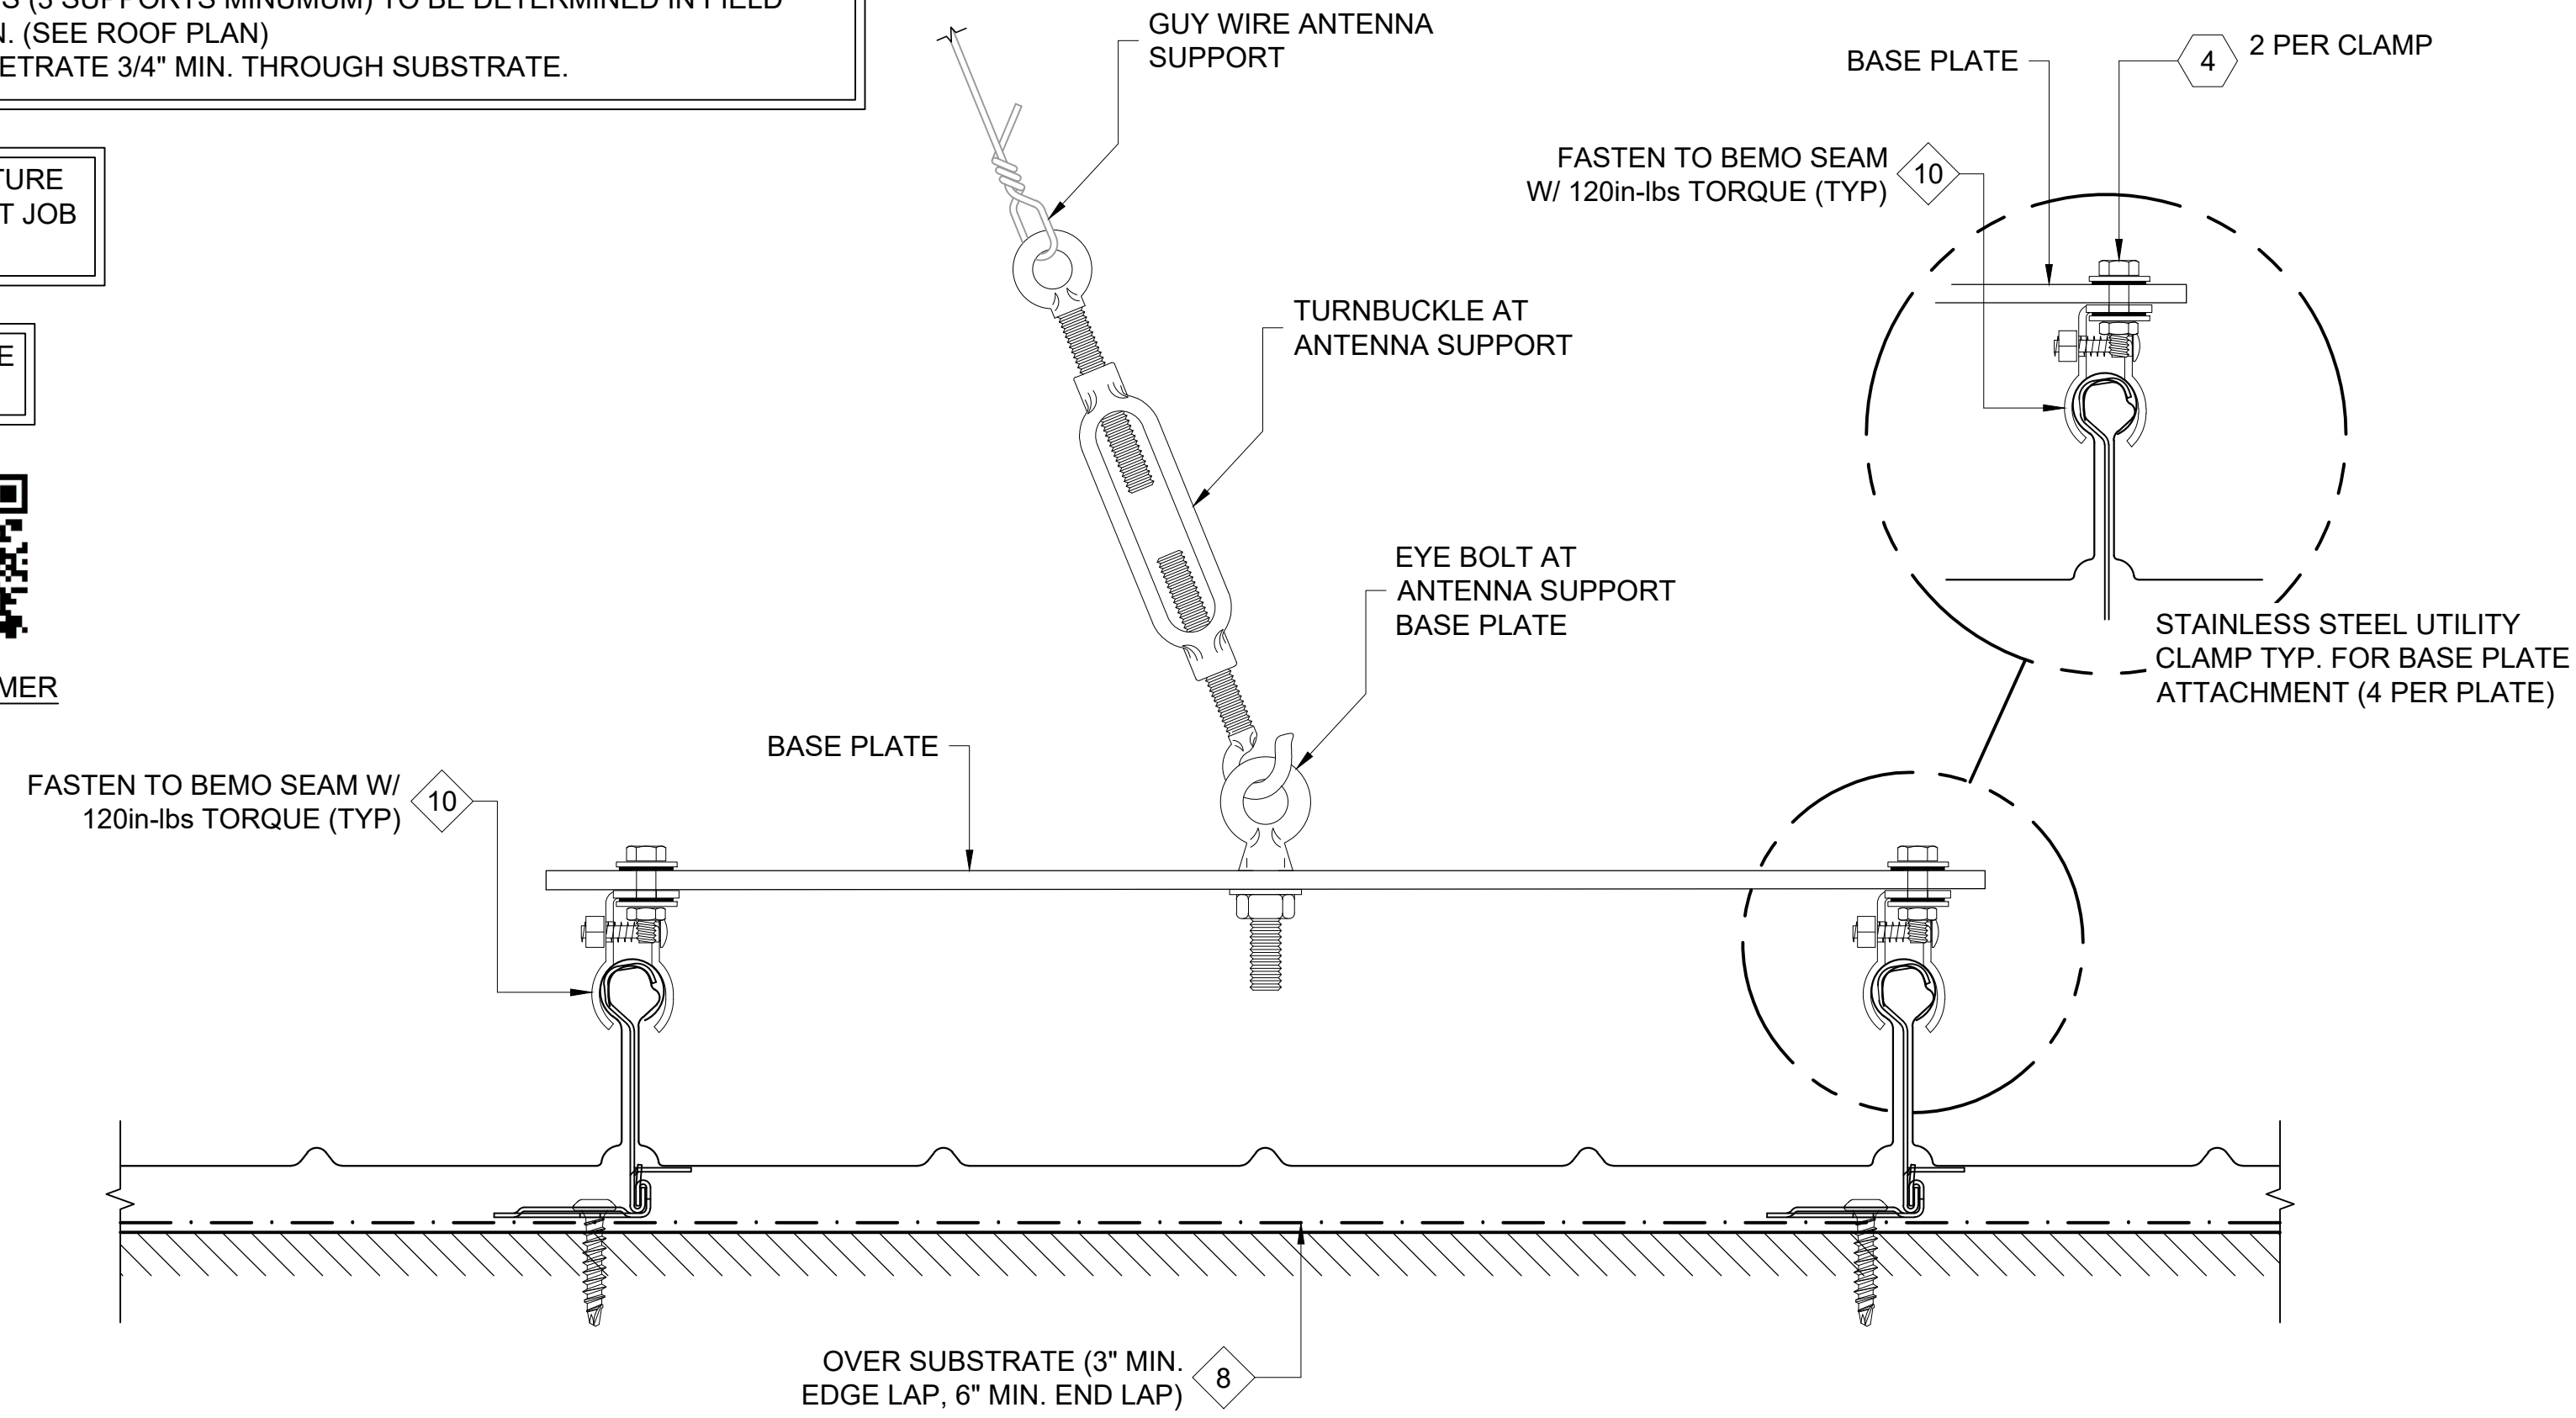 (3 SUPPORTS MINUMUM) TO BE DETERMINED IN FIELD
(SEE ROOF PLAN)
3/4" MIN. THROUGH SUBSTRATE.
JOB
GUY WIRE ANTENNA
SUPPORT
BASE PLATE
4
2 PER CLAMP
FASTEN TO BEMO SEAM
W/ 120in-lbs TORQUE (TYP)
10
TURNBUCKLE AT
ANTENNA SUPPORT
EYE BOLT AT
ANTENNA SUPPORT
BASE PLATE
STAINLESS STEEL UTILITY
CLAMP TYP. FOR BASE PLATE
ATTACHMENT (4 PER PLATE)
BASE PLATE
FASTEN TO BEMO SEAM W/
120in-lbs TORQUE (TYP)
10
OVER SUBSTRATE (3" MIN.
EDGE LAP, 6" MIN. END LAP)
8